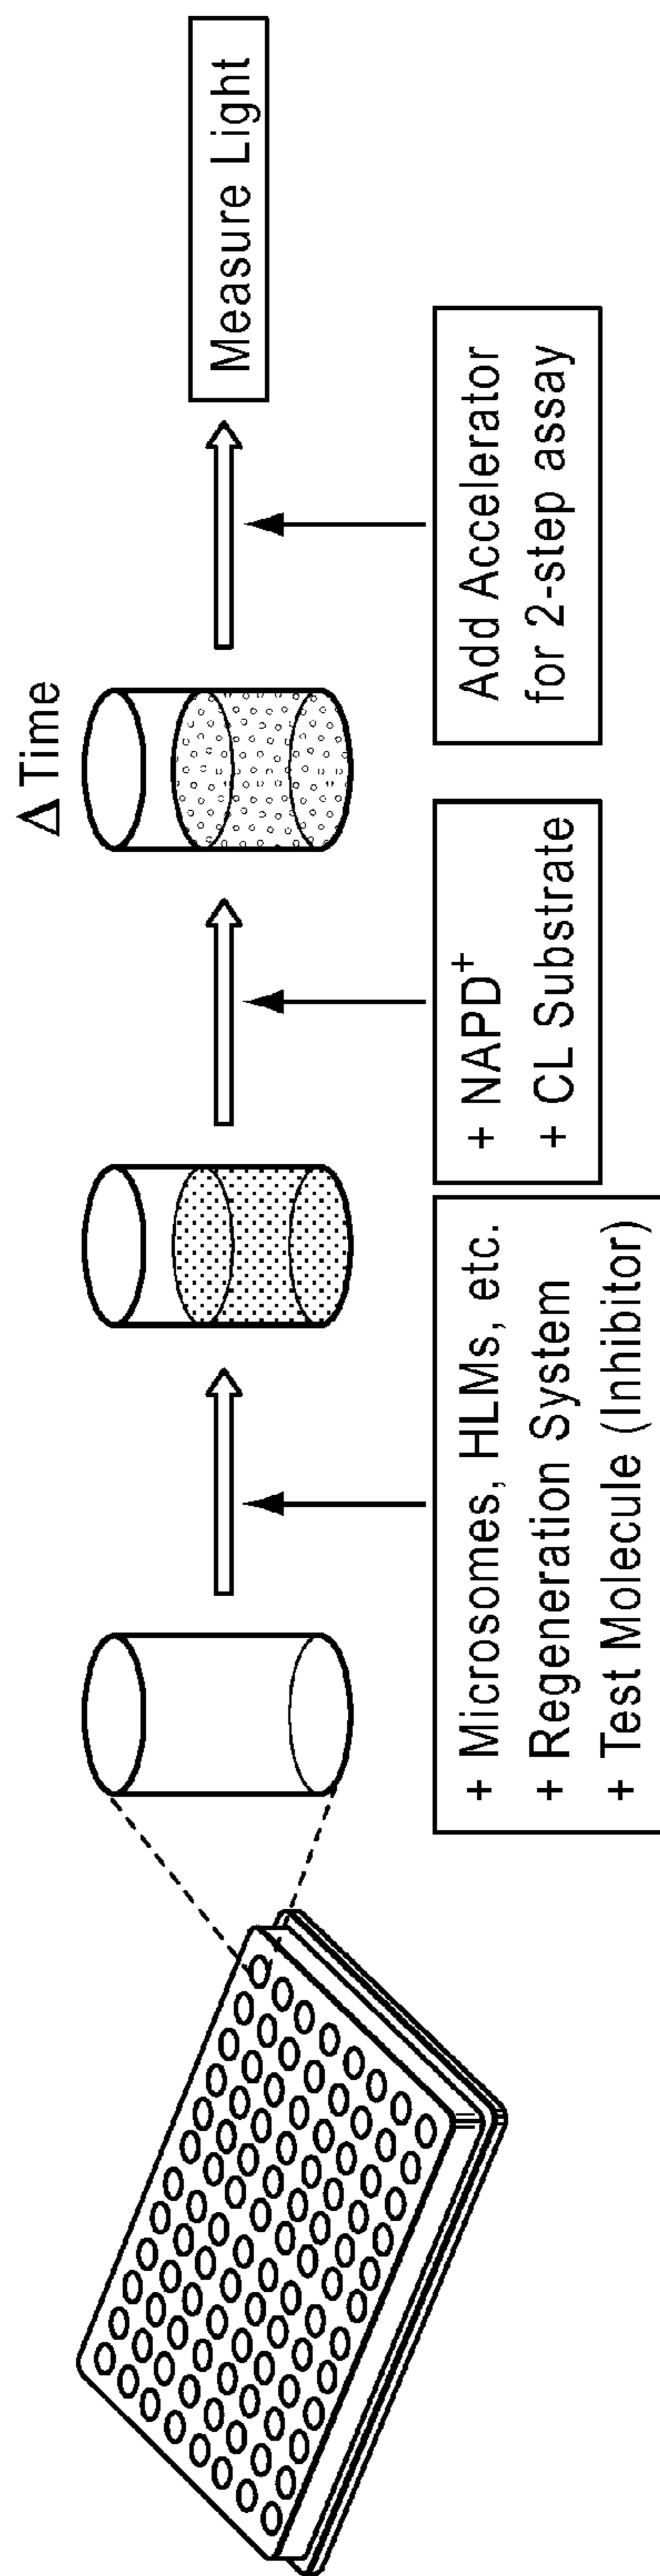 + Microsomes, HLMs, etc.
+ Regeneration System
+ Test Molecule (Inhibitor)
+ NAPD⁺
+ CL Substrate
Δ Time
Add Accelerator
for 2-step assay
Measure Light